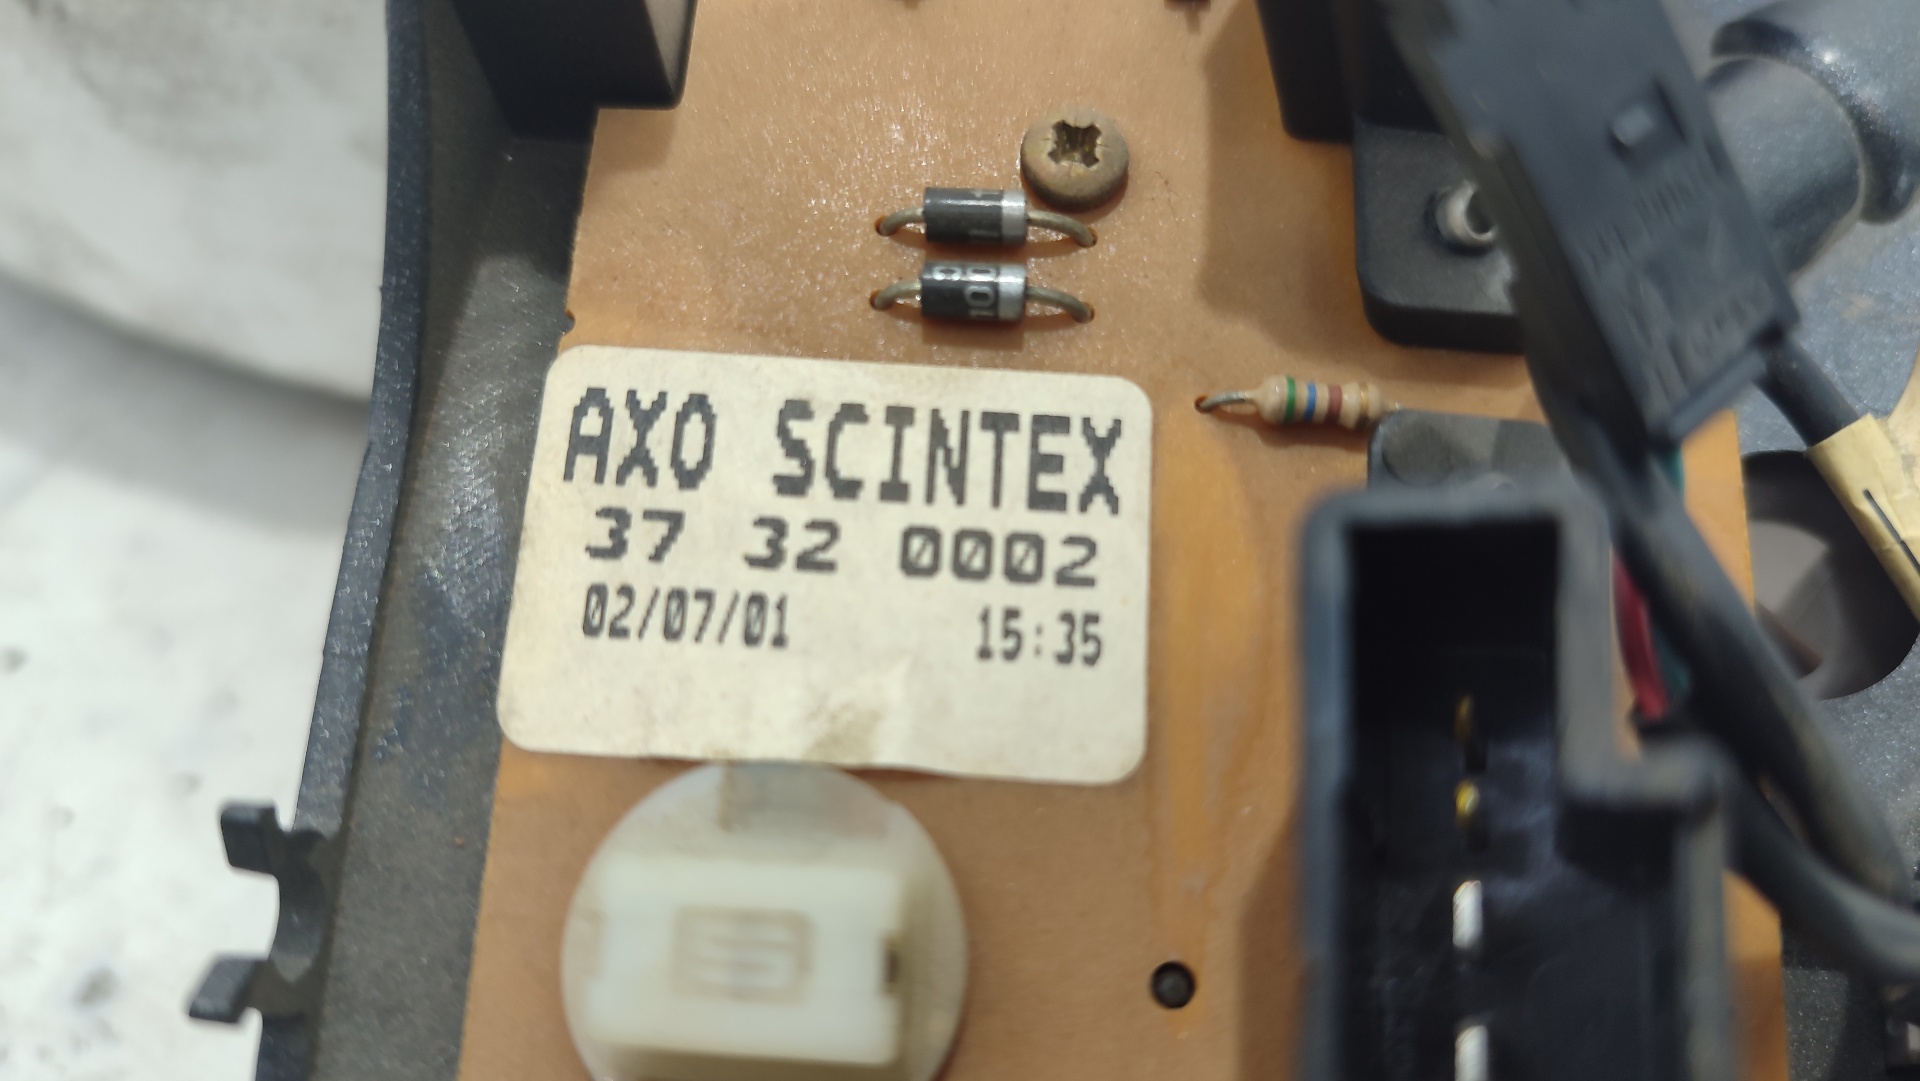 AXO SCINTEX
37 32 0002
02/07/01 15:35